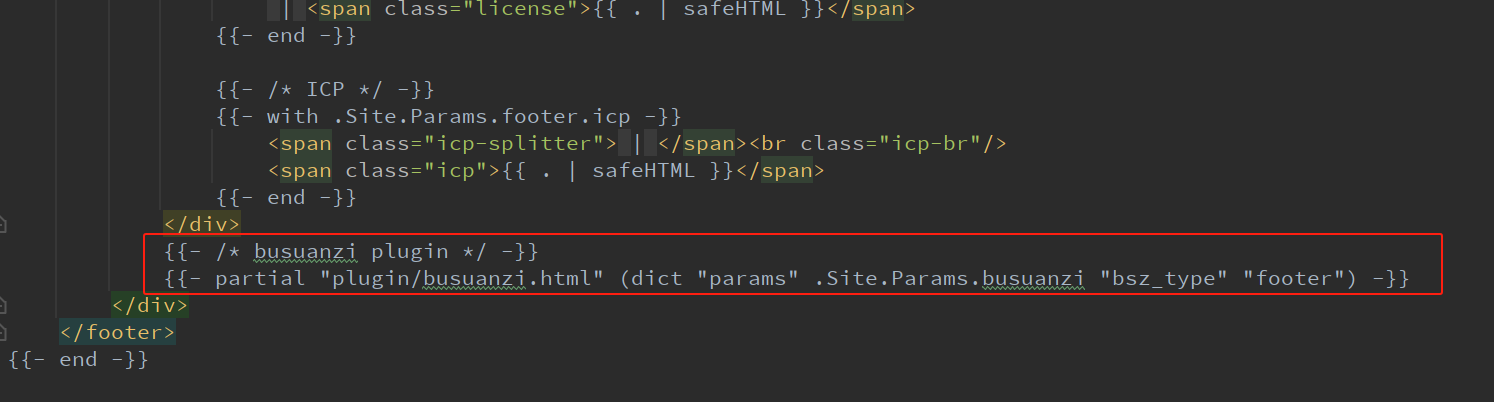 | <span class="license">{{ . | safeHTML }}</span>
{{- end -}}
{{- /* ICP */ -}}
{{- with .Site.Params.footer.icp -}}
<span class="icp-splitter"> | </span><br class="icp-br"/>
<span class="icp">{{ . | safeHTML }}</span>
{{- end -}}
</div>
{{- /* busuanzi plugin */ -}}
{{- partial "plugin/busuanzi.html" (dict "params" .Site.Params.busuanzi "bsz_type" "footer") -}}
</div>
</footer>
{{- end -}}